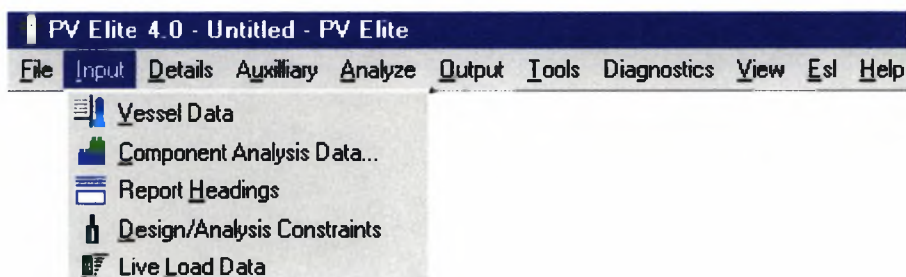 PV Elite 4.0 - Untitled - PV Elite
File Input Details Auxilliary Analyze Output Tools Diagnostics View Esl Help
Vessel Data
Component Analysis Data...
Report Headings
Design/Analysis Constraints
Live Load Data